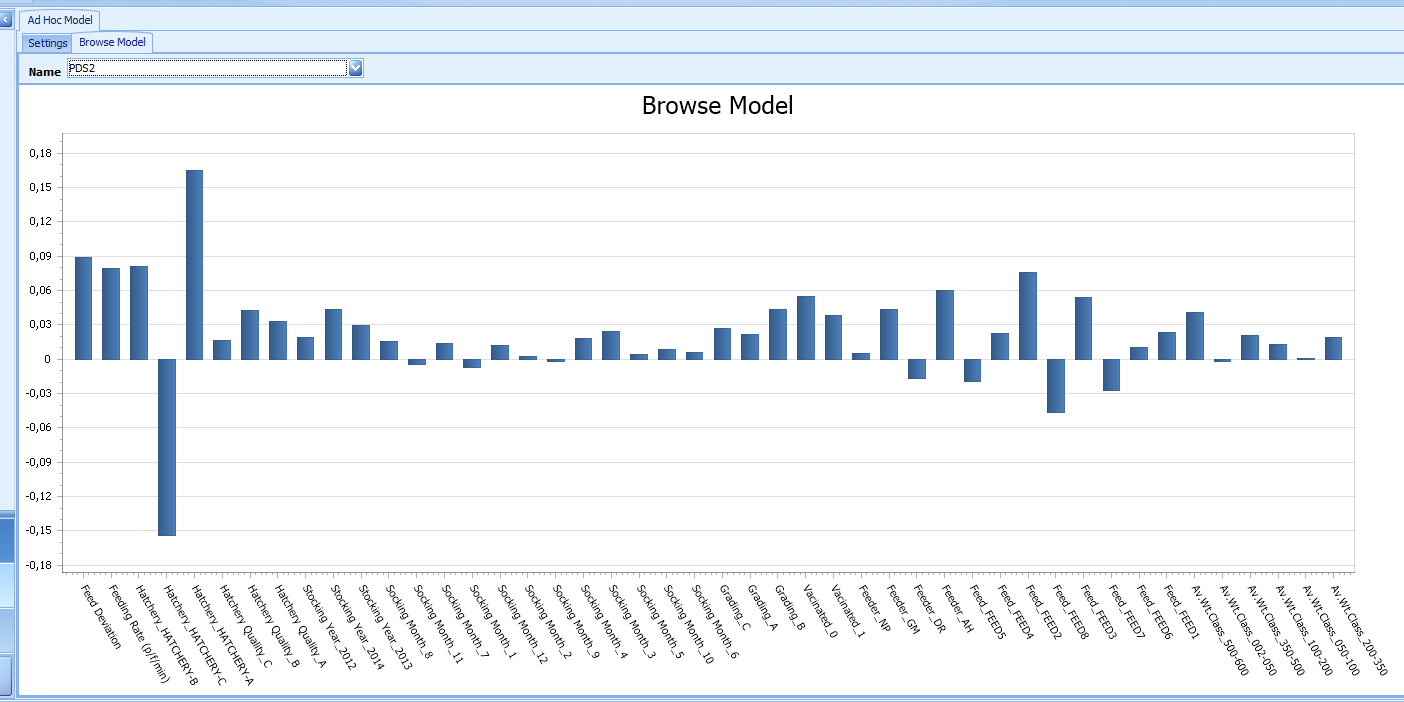 Ad Hoc Model
Settings
Browse Model
Name
PDS2
Browse Model
0,18
0,15
0,12
0,09
0,06
0,03
0
-0,03
-0,06
-0,09
-0,12
-0,15
-0,18
Feed Deviation
Feeding Rate (g/f/min)
Hatchery_HATCHERY-B
Hatchery_HATCHERY-C
Hatchery_HATCHERY-A
Hatchery Quality_C
Hatchery Quality_B
Hatchery Quality_A
Stocking Year_2012
Stocking Year_2014
Stocking Year_2013
Socking Month_8
Socking Month_11
Socking Month_7
Socking Month_1
Socking Month_12
Socking Month_2
Socking Month_9
Socking Month_4
Socking Month_3
Socking Month_5
Socking Month_10
Socking Month_6
Grading_C
Grading_A
Grading_B
Vacinated_0
Vacinated_1
Feeder_NP
Feeder_GM
Feeder_DR
Feeder_AH
Feed_FEED5
Feed_FEED4
Feed_FEED2
Feed_FEED8
Feed_FEED3
Feed_FEED7
Feed_FEED6
Feed_FEED1
Av.Wt.Class_500-600
Av.Wt.Class_002-050
Av.Wt.Class_350-500
Av.Wt.Class_100-200
Av.Wt.Class_050-100
Av.Wt.Class_200-350